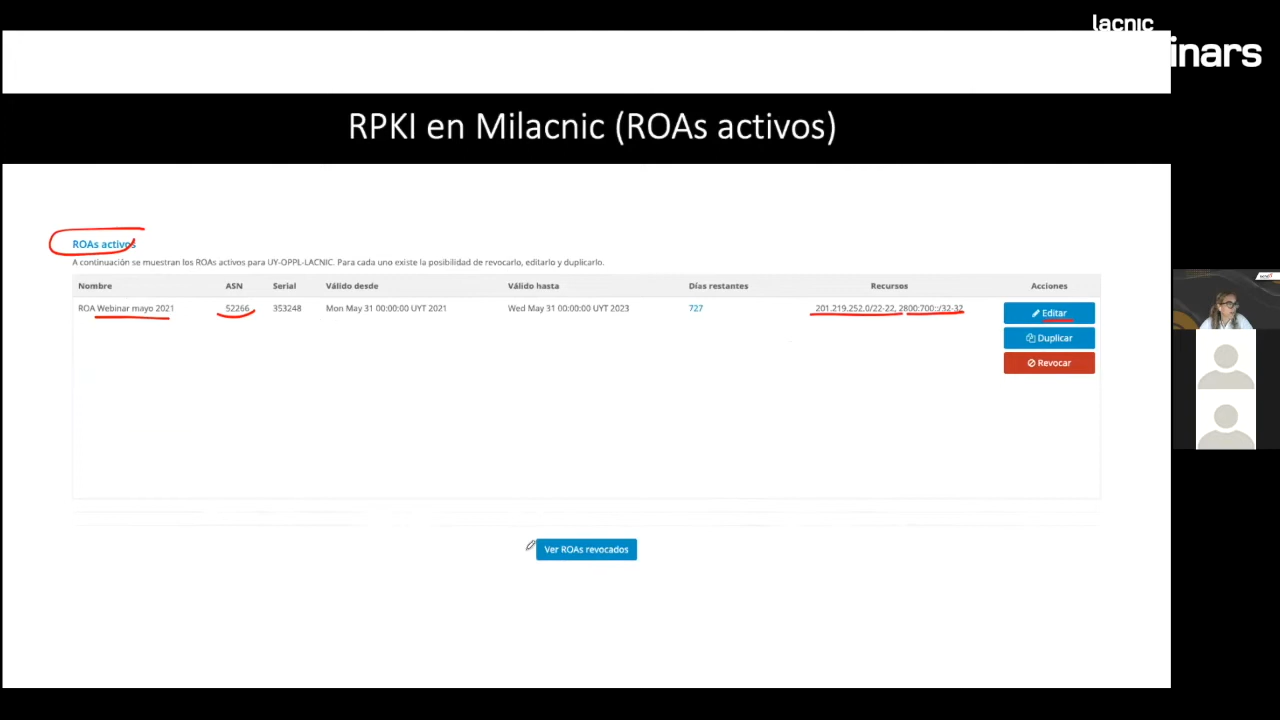 lacnic
inars
RPKI en Milacnic (ROAs activos)
ROAs activos
A continuación se muestran los ROAs activos para UY-OPPL-LACNIC. Para cada uno existe la posibilidad de revocarlo, editarlo y duplicarlo.
Nombre ASN Serial Válido desde Válido hasta Días restantes Recursos Acciones
ROA Webinar mayo 2021 52266 353248 Mon May 31 00:00:00 UYT 2021 Wed May 31 00:00:00 UYT 2023 727 201.219.252.0/22-22, 2800:700::/32-32 Editar
Duplicar
Revocar
Ver ROAs revocados